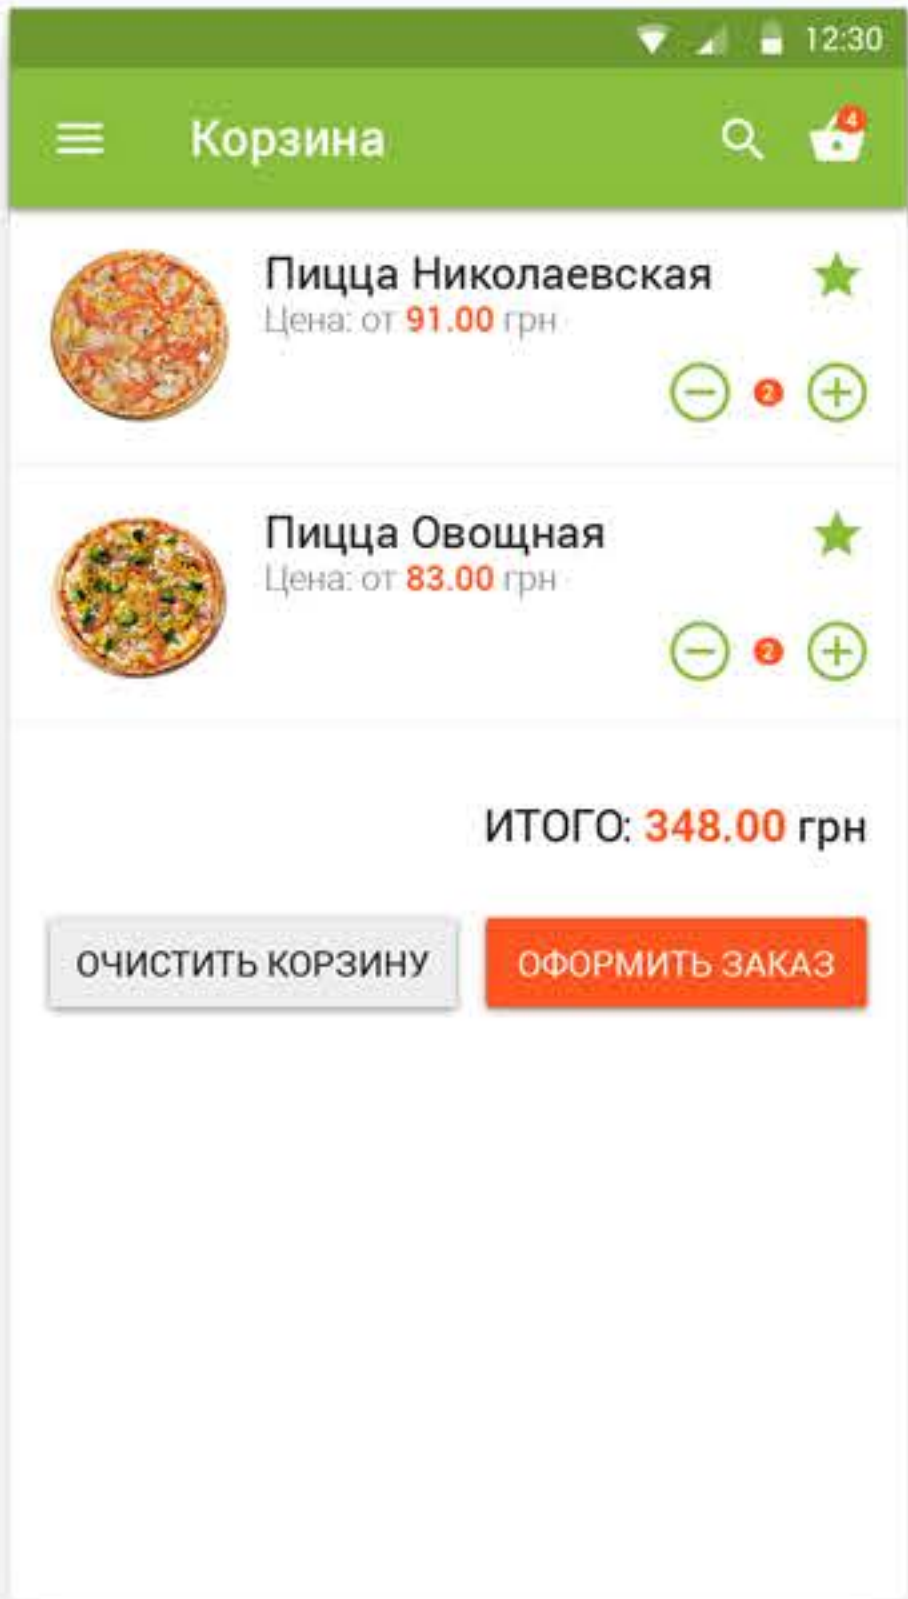 12:30
Корзина
4
Пицца Николаевская
Цена: от 91.00 грн
2
Пицца Овощная
Цена: от 83.00 грн
2
ИТОГО: 348.00 грн
ОЧИСТИТЬ КОРЗИНУ
ОФОРМИТЬ ЗАКАЗ